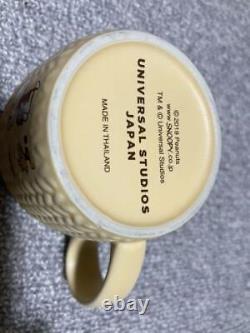 © 2018 Peanuts
www.SNOOPY.co.jp
TM & © Universal Studios
UNIVERSAL STUDIOS
JAPAN
MADE IN THAILAND